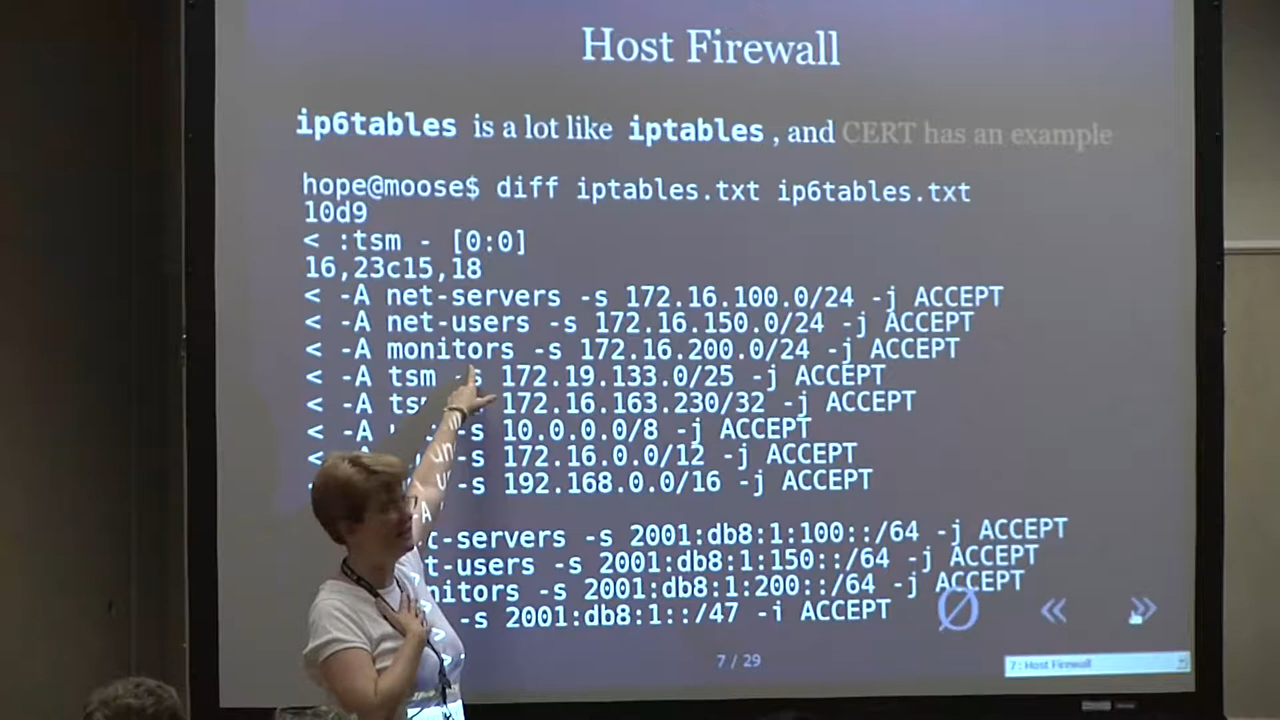 Host Firewall
ip6tables is a lot like iptables , and CERT has an example
hope@moose$ diff iptables.txt ip6tables.txt
10d9
< :tsm - [0:0]
16,23c15,18
< -A net-servers -s 172.16.100.0/24 -j ACCEPT
< -A net-users -s 172.16.150.0/24 -j ACCEPT
< -A monitors -s 172.16.200.0/24 -j ACCEPT
< -A tsm -s 172.19.133.0/25 -j ACCEPT
< -A -s 172.16.163.230/32 -j ACCEPT
< -A -s 10.0.0.0/8 -j ACCEPT
< -A -s 172.16.0.0/12 -j ACCEPT
-s 192.168.0.0/16 -j ACCEPT
-servers -s 2001:db8:1:100::/64 -j ACCEPT
t-users -s 2001:db8:1:150::/64 -j ACCEPT
nitors -s 2001:db8:1:200::/64 -j ACCEPT
-s 2001:db8:1::/47 -j ACCEPT
Ø « »
7 / 29
7 : Host Firewall